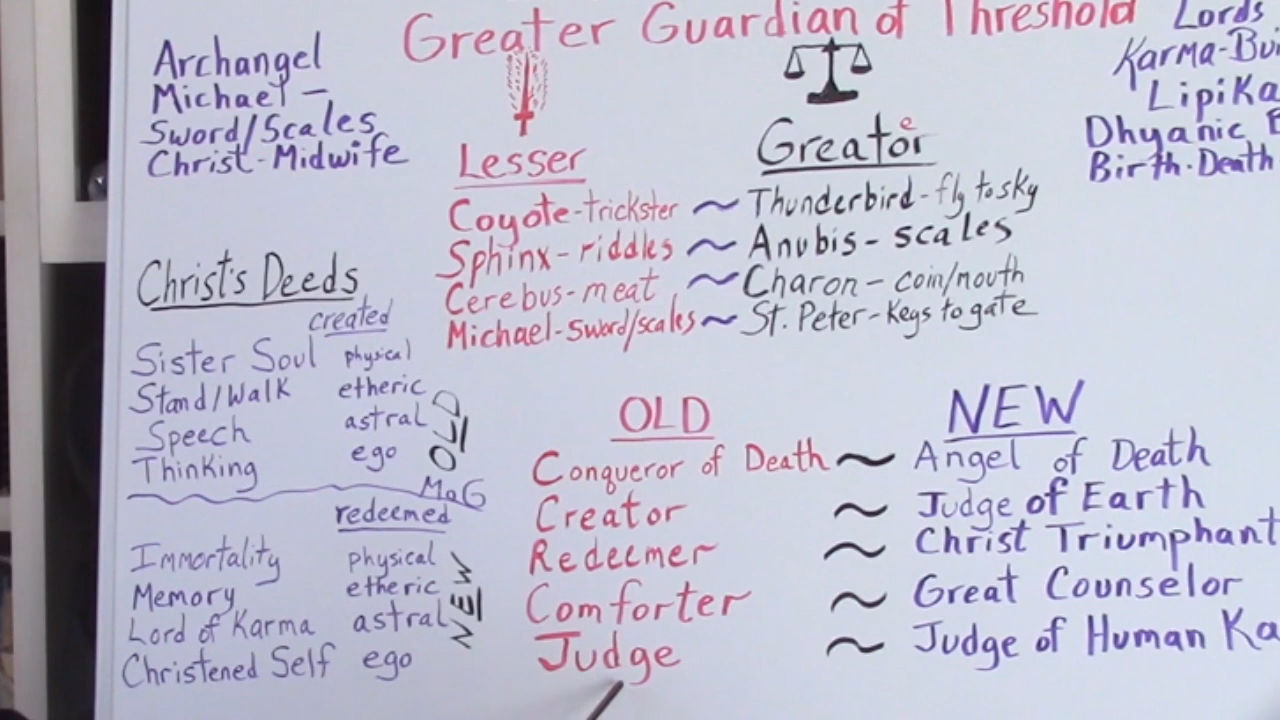 Greater Guardian of Threshold
Archangel
Michael –
Sword/Scales
Christ-Midwife
Lesser
Coyote-trickster ~
Sphinx-riddles ~
Cerebus-meat ~
Michael-Sword/scales ~
Greator
e
Thunderbird-fly to sky
Anubis-scales
Charon-coin/mouth
St. Peter-Keys to gate
Lords
Karma-
Dhyanic
Birth-Death
Christ's Deeds
created
Sister Soul physical
Stand/Walk etheric
Speech astral
Thinking ego
OLD
MoG
redeemed
Immortality physical
Memory etheric
Lord of Karma astral
Christened Self ego
NEW
OLD NEW
Conqueror of Death ~ Angel of Death
Creator ~ Judge of Earth
Redeemer ~ Christ Triumphant
Comforter ~ Great Counselor
Judge ~ Judge of Human